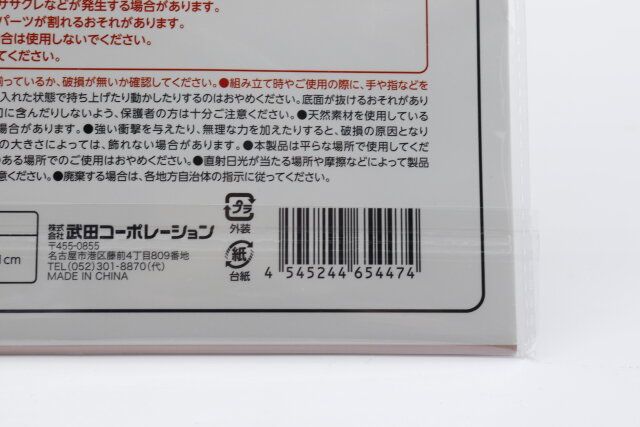 ササクレなどが発生する場合があります。
パーツが割れるおそれがあります。
合は使用しないでください。
てください。
揃っているか、破損が無いか確認してください。●組み立て時やご使用の際に、手や指などを
入れた状態で持ち上げたり動かしたりするのはおやめください。底面が抜けるおそれがあり
に含んだりしないよう、保護者の方は十分ご注意ください。●天然素材を使用している
場合があります。●強い衝撃を与えたり、無理な力を加えたりすると、破損の原因となり
の大きさによっては、飾れない場合があります。●本製品は平らな場所で使用してくだ
ある場所でのご使用はおやめください。●直射日光が当たる場所や摩擦などによって製品
意ください。●廃棄する場合は、各地方自治体の指示に従ってください。
1cm
株式会社 武田コーポレーション
〒455-0855
名古屋市港区藤前4丁目809番地
TEL(052)301-8870(代)
MADE IN CHINA
プラ
外装
紙
台紙
4 545244 654474